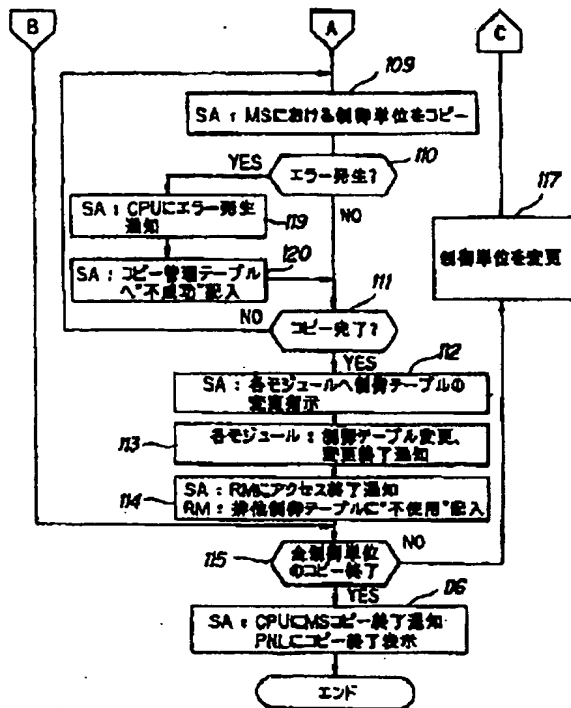 B
A
C
109
SA：MSにおける制御単位をコピー
110
YES
エラー発生？
117
SA：CPUにエラー発生
通知
119
NO
制御単位を変更
120
SA：コピー管理テーブル
へ“不成功”記入
111
NO
コピー完了？
YES
112
SA：各モジュールへ制御テーブルの
変更指示
113
各モジュール：制御テーブル変更、
変更終了通知
114
SA：RMにアクセス終了通知
RM：排他制御テーブルに“不使用”記入
115
全制御単位
のコピー終了
NO
YES
116
SA：CPUにMSコピー終了通知
PNLにコピー終了表示
エンド